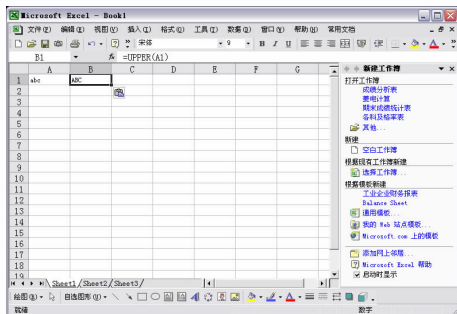 Microsoft Excel - Book1
文件(F) 编辑(E) 视图(V) 插入(I) 格式(O) 工具(T) 数据(D) 窗口(W) 帮助(H) 常用文档
宋体 9 B I U
B1 fx =UPPER(A1)
A B C D E F G
1 abc ABC
2
3
4
5
6
7
8
9
10
11
12
13
14
15
16
17
18
19
新建工作簿
打开工作簿
成绩分析表
要电计算
期末成绩统计表
各科及格率表
其他...
新建
空白工作簿
根据现有工作簿新建
选择工作簿...
根据模板新建
工业企业财务报表
Balance Sheet
通用模板...
我的 Web 站点模板...
Microsoft.com 上的模板
添加网上邻居...
Microsoft Excel 帮助
启动时显示
Sheet1 Sheet2 Sheet3
绘图(R) 自选图形(U)
就绪 数字